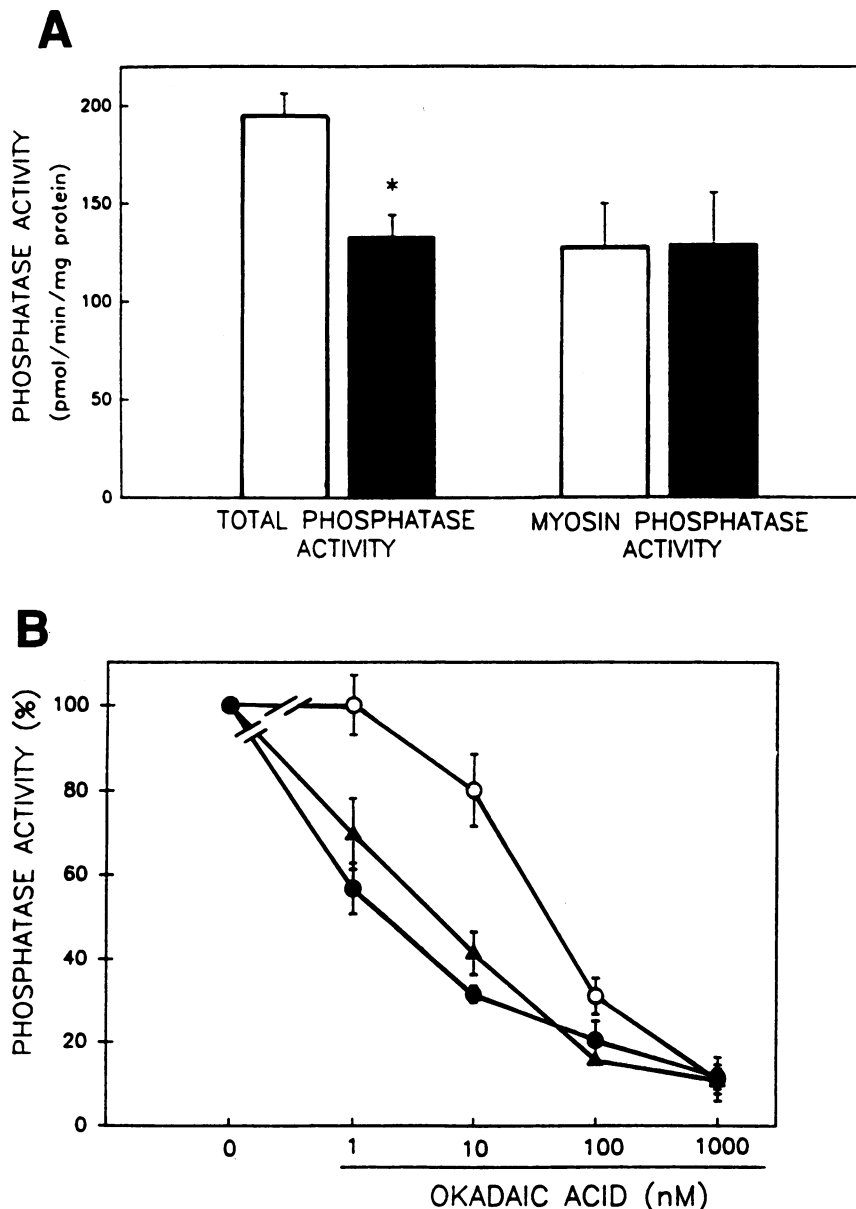 A
PHOSPHATASE ACTIVITY
(pmol/min/mg protein)
200
150
100
50
0
*
TOTAL PHOSPHATASE
ACTIVITY
MYOSIN PHOSPHATASE
ACTIVITY
B
PHOSPHATASE ACTIVITY (%)
100
80
60
40
20
0
0 1 10 100 1000
OKADAIC ACID (nM)